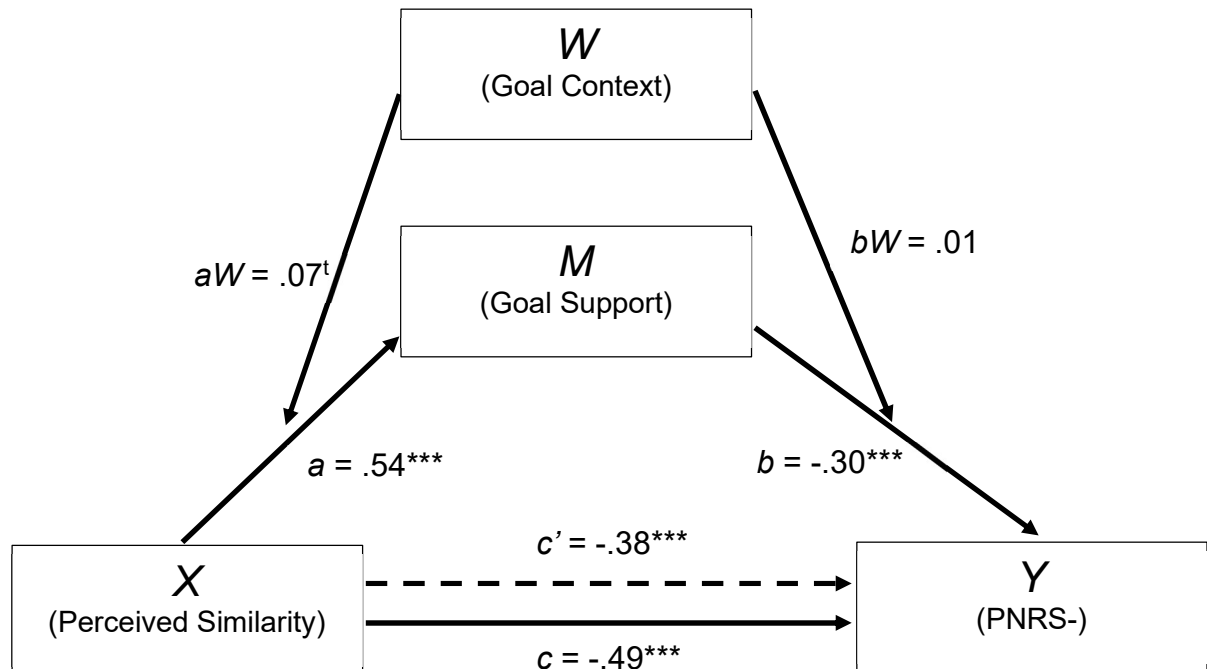 W
(Goal Context)
M
(Goal Support)
aW = .07ᵗ
bW = .01
a = .54***
b = -.30***
X
(Perceived Similarity)
c’ = -.38***
c = -.49***
Y
(PNRS-)